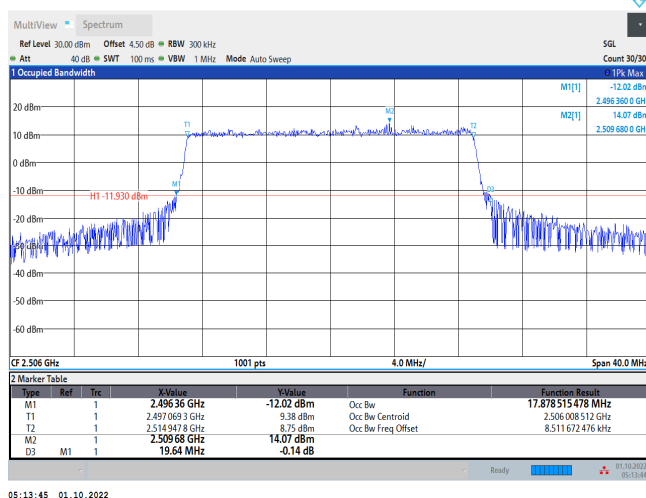 MultiView Spectrum
Ref Level 30.00 dBm Offset 4.50 dB RBW 300 kHz SGL
Att 40 dB SWT 100 ms VBW 1 MHz Mode Auto Sweep Count 30/30
1 Occupied Bandwidth 1Pk Max
M1[1] -12.02 dBm
2.496 360 0 GHz
M2[1] 14.07 dBm
2.509 680 0 GHz
20 dBm
M2
T1 T2
10 dBm
0 dBm
-10 dBm
M1 D3
H1 -11.930 dBm
-20 dBm
-30 dBm
-40 dBm
-50 dBm
-60 dBm
CF 2.506 GHz 1001 pts 4.0 MHz/ Span 40.0 MHz
2 Marker Table
Type Ref Trc X-Value Y-Value Function Function Result
M1 1 2.496 36 GHz -12.02 dBm Occ Bw 17.878 515 478 MHz
T1 1 2.497 069 3 GHz 9.38 dBm Occ Bw Centroid 2.506 008 512 GHz
T2 1 2.514 947 8 GHz 8.75 dBm Occ Bw Freq Offset 8.511 672 476 kHz
M2 1 2.509 68 GHz 14.07 dBm
D3 M1 1 19.64 MHz -0.14 dB
Ready 01.10.2022
05:13:44
05:13:45 01.10.2022